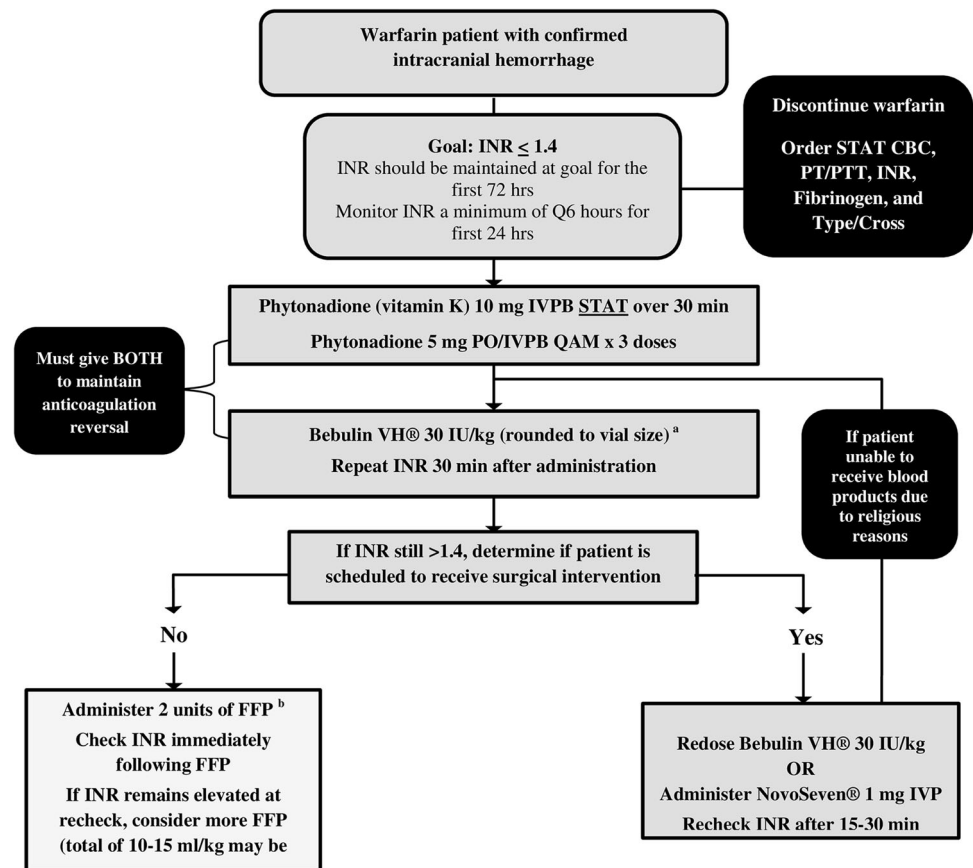 Warfarin patient with confirmed
intracranial hemorrhage
Discontinue warfarin
Order STAT CBC,
PT/PTT, INR,
Fibrinogen, and
Type/Cross
Goal: INR ≤ 1.4
INR should be maintained at goal for the
first 72 hrs
Monitor INR a minimum of Q6 hours for
first 24 hrs
Phytonadione (vitamin K) 10 mg IVPB STAT over 30 min
Phytonadione 5 mg PO/IVPB QAM x 3 doses
Must give BOTH
to maintain
anticoagulation
reversal
Bebulin VH® 30 IU/kg (rounded to vial size) a
Repeat INR 30 min after administration
If patient
unable to
receive blood
products due
to religious
reasons
If INR still >1.4, determine if patient is
scheduled to receive surgical intervention
No
Yes
Administer 2 units of FFP b
Check INR immediately
following FFP
If INR remains elevated at
recheck, consider more FFP
(total of 10-15 ml/kg may be
Redose Bebulin VH® 30 IU/kg
OR
Administer NovoSeven® 1 mg IVP
Recheck INR after 15-30 min